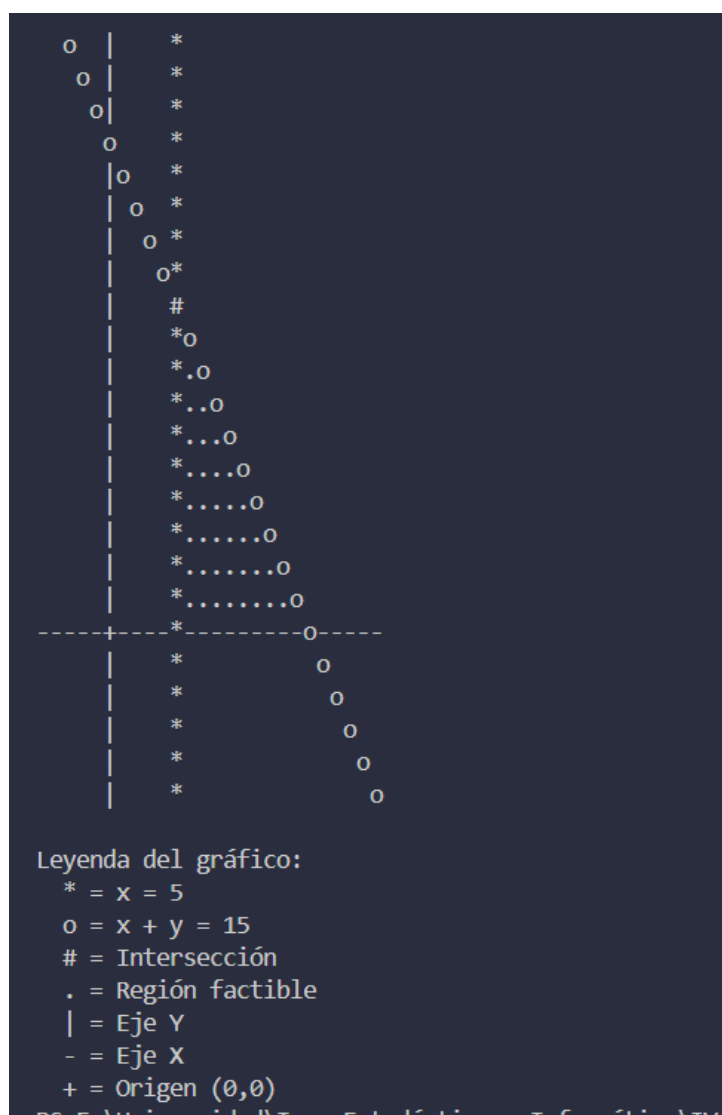 o  |    *
   o |    *
    o|    *
     o    *
     |o   *
     | o  *
     |  o *
     |   o*
     |    #
     |    *o
     |    *.o
     |    *..o
     |    *...o
     |    *....o
     |    *.....o
     |    *......o
     |    *.......o
     |    *........o
-----+----*---------o-----
     |    *          o
     |    *           o
     |    *            o
     |    *             o
     |    *              o
Leyenda del gráfico:
  * = x = 5
  o = x + y = 15
  # = Intersección
  . = Región factible
  | = Eje Y
  - = Eje X
  + = Origen (0,0)